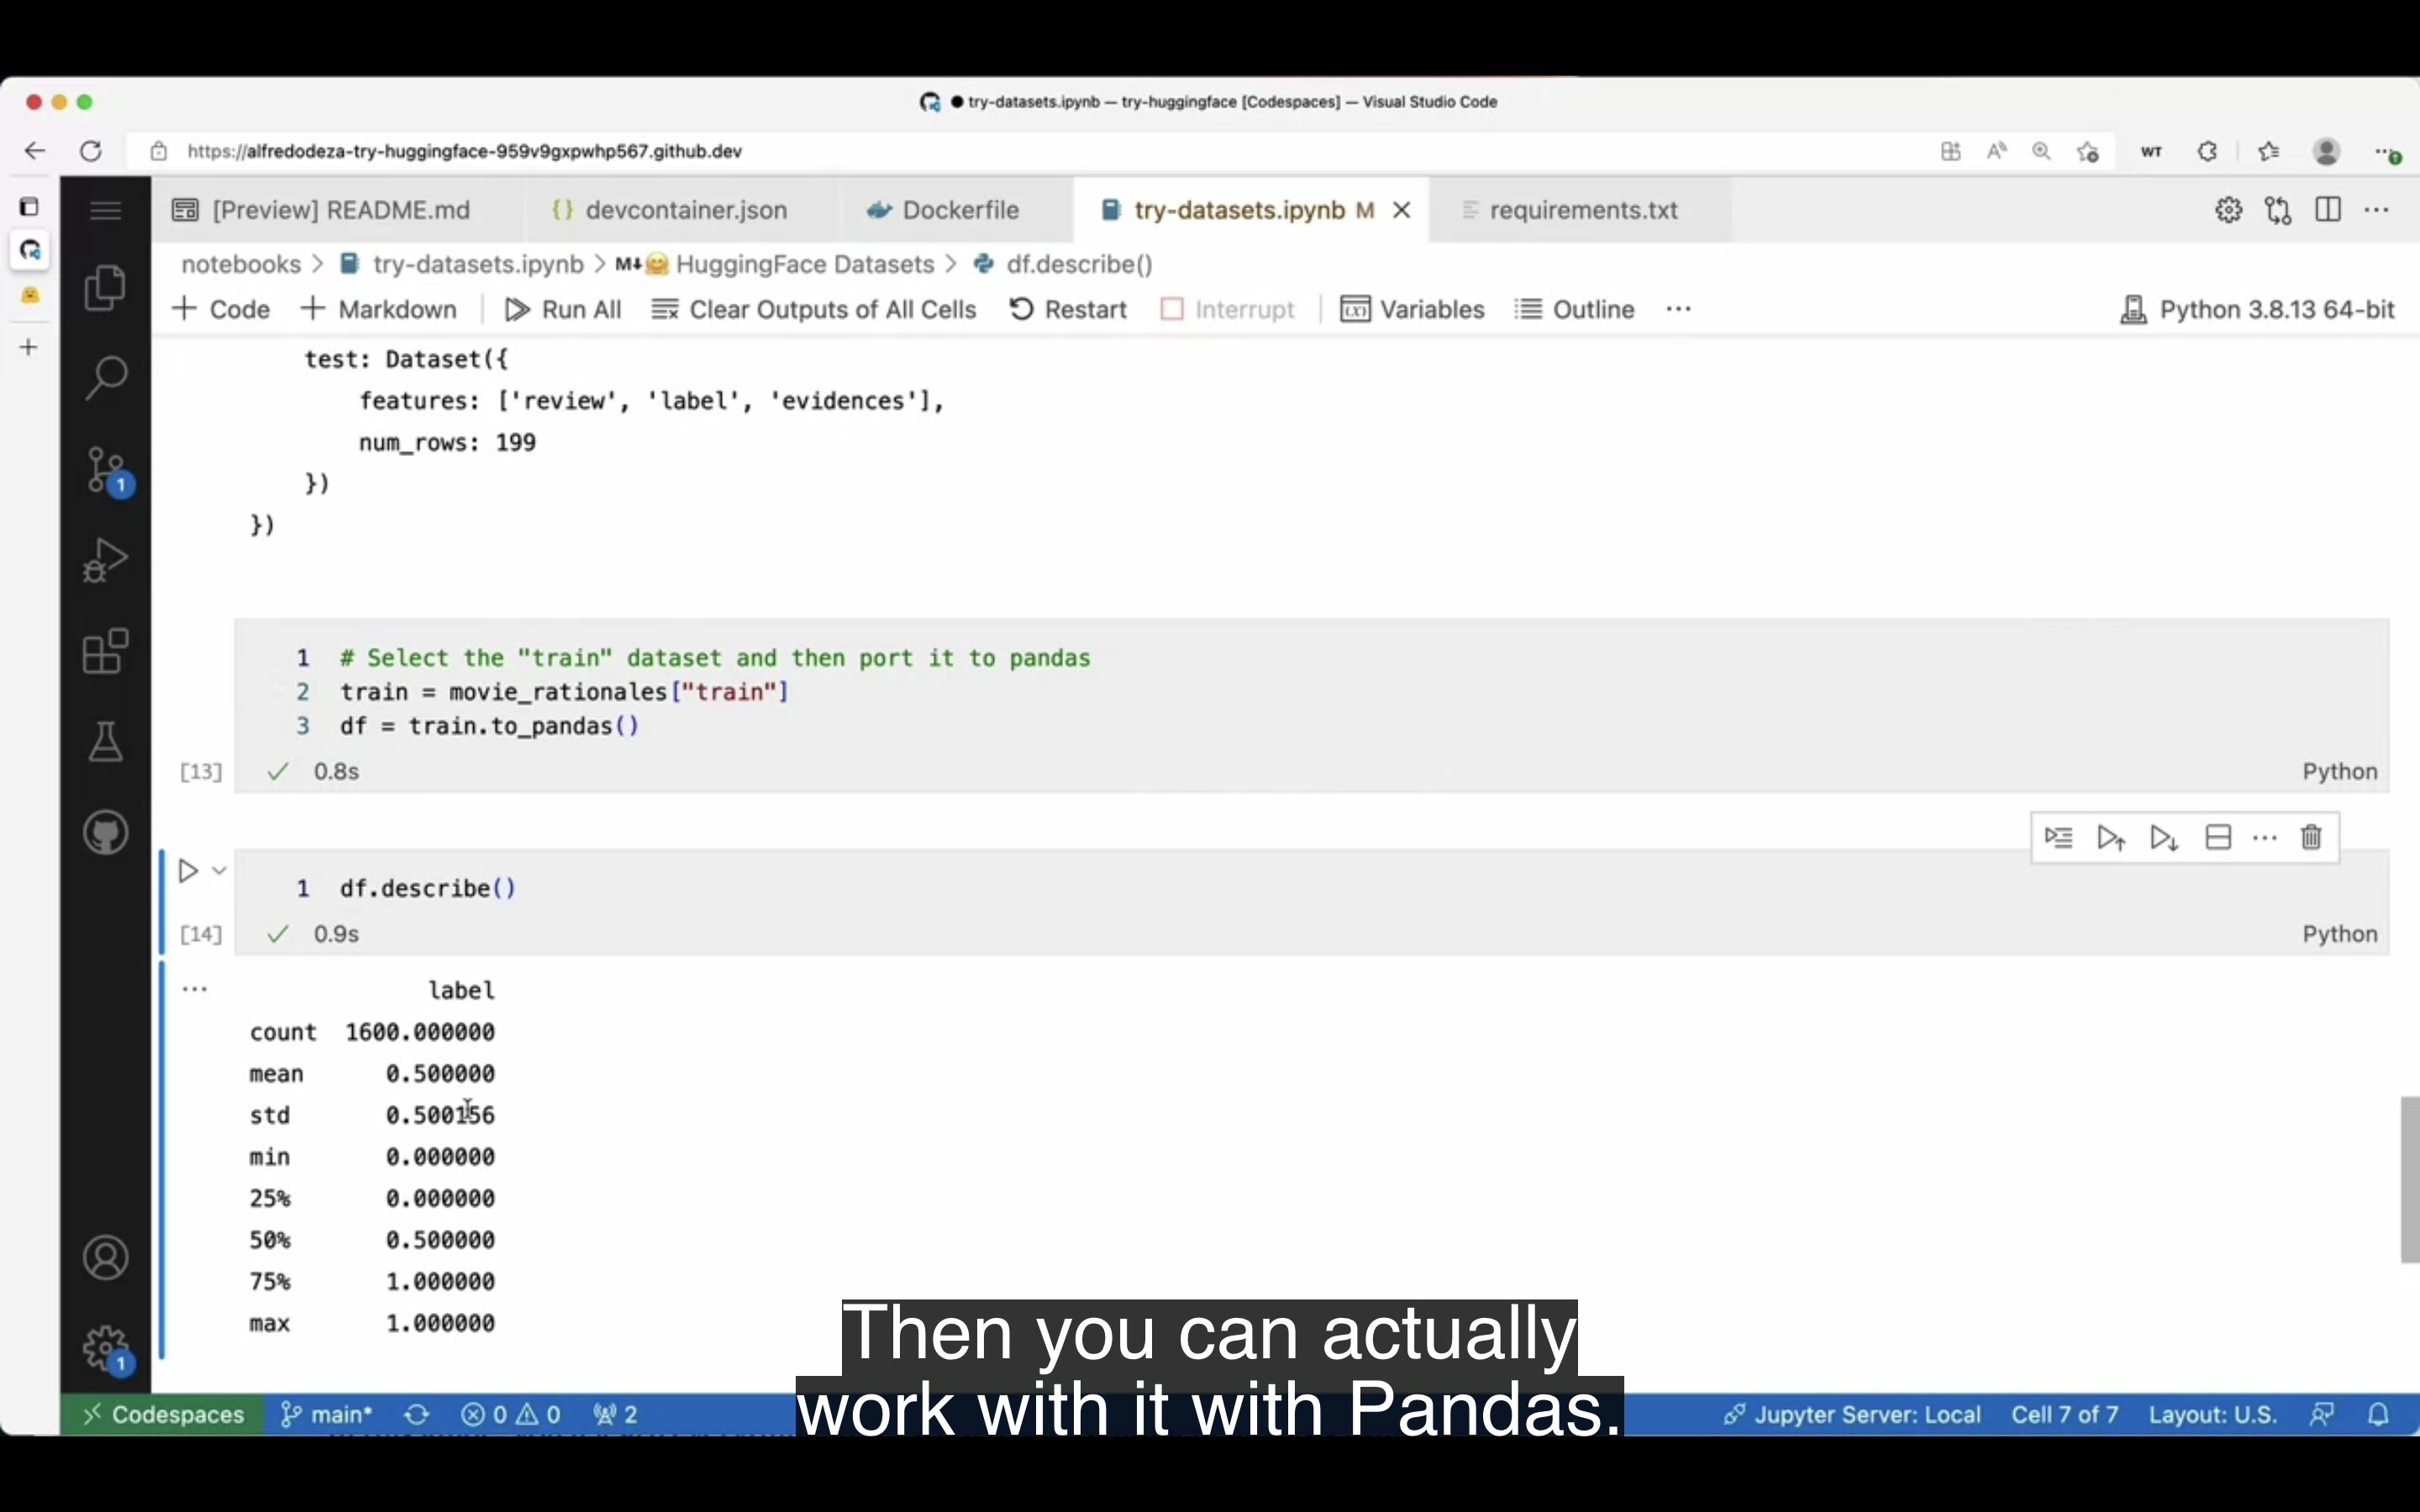 try-datasets.ipynb — try-huggingface [Codespaces] — Visual Studio Code
https://alfredodeza-try-huggingface-959v9gxpwhp567.github.dev
WT
[Preview] README.md
{} devcontainer.json
Dockerfile
try-datasets.ipynb M
requirements.txt
notebooks > try-datasets.ipynb > M↓🤗 HuggingFace Datasets > df.describe()
+ Code + Markdown Run All Clear Outputs of All Cells Restart Interrupt Variables Outline ··· Python 3.8.13 64-bit
test: Dataset({
features: ['review', 'label', 'evidences'],
num_rows: 199
})
})
1 # Select the "train" dataset and then port it to pandas
2 train = movie_rationales["train"]
3 df = train.to_pandas()
[13] ✓ 0.8s Python
1 df.describe()
[14] ✓ 0.9s Python
label
count 1600.000000
mean 0.500000
std 0.500156
min 0.000000
25% 0.000000
50% 0.500000
75% 1.000000
max 1.000000
1
1
Then you can actually
work with it with Pandas.
Codespaces main* 0 0 2 Jupyter Server: Local Cell 7 of 7 Layout: U.S.